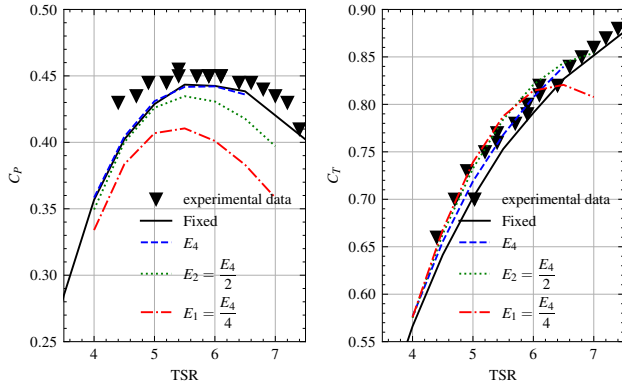 0.50
0.45
0.40
0.35
0.30
0.25
C_P
4
5
6
7
TSR
experimental data
Fixed
E_4
E_2 = E_4/2
E_1 = E_4/4
0.90
0.85
0.80
0.75
0.70
0.65
0.60
0.55
C_T
4
5
6
7
TSR
experimental data
Fixed
E_4
E_2 = E_4/2
E_1 = E_4/4